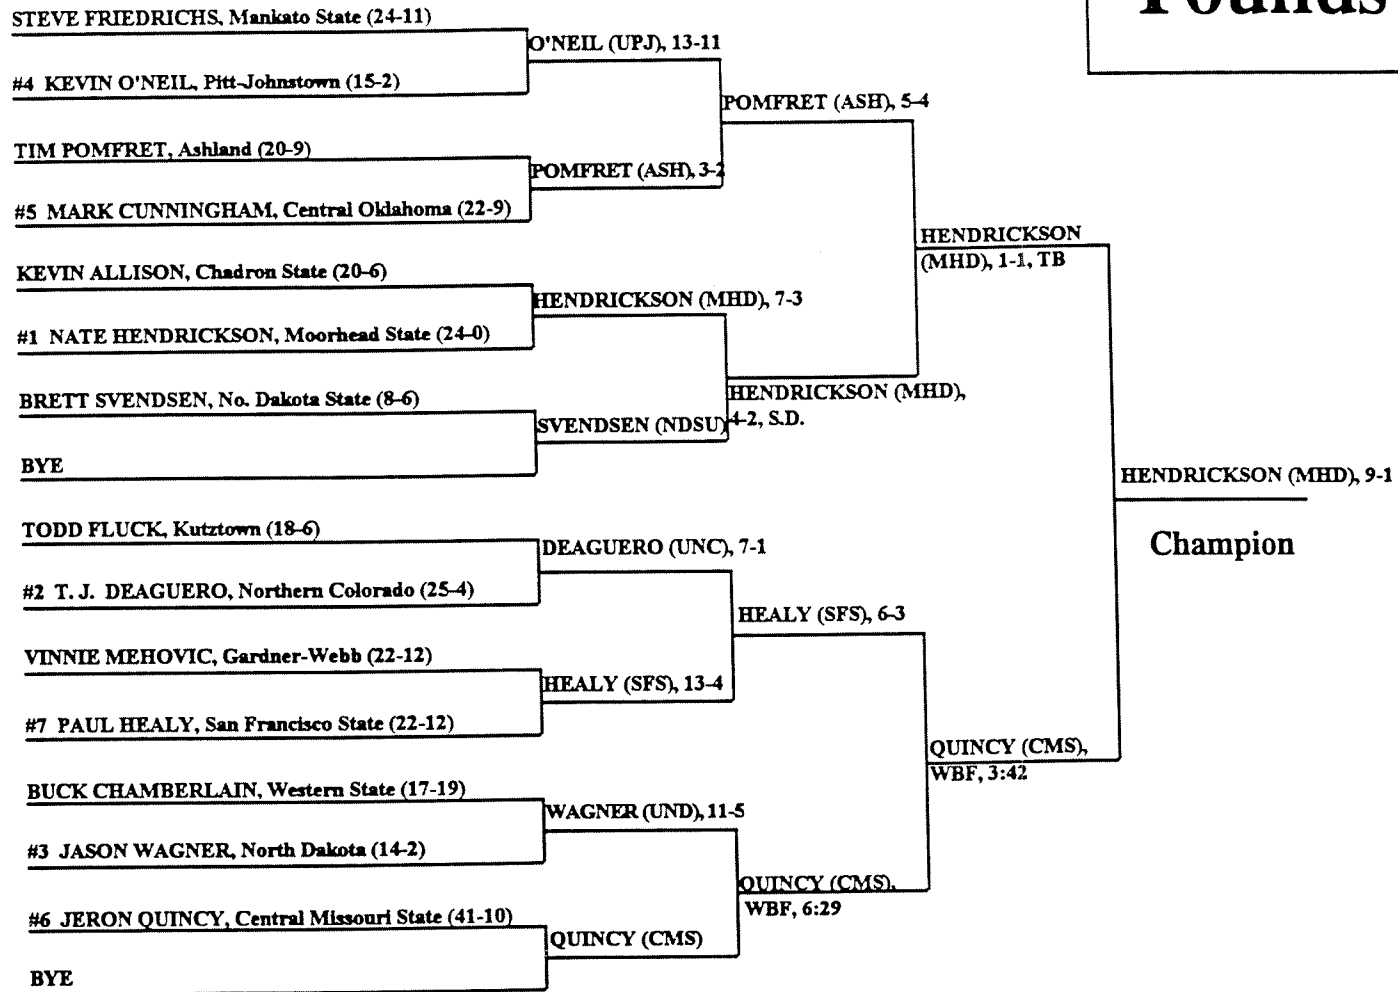 Pounds
STEVE FRIEDRICHS, Mankato State (24-11)
O'NEIL (UPJ), 13-11
#4 KEVIN O'NEIL, Pitt-Johnstown (15-2)
POMFRET (ASH), 5-4
TIM POMFRET, Ashland (20-9)
POMFRET (ASH), 3-2
#5 MARK CUNNINGHAM, Central Oklahoma (22-9)
HENDRICKSON
(MHD), 1-1, TB
KEVIN ALLISON, Chadron State (20-6)
HENDRICKSON (MHD), 7-3
#1 NATE HENDRICKSON, Moorhead State (24-0)
HENDRICKSON (MHD),
4-2, S.D.
BRETT SVENDSEN, No. Dakota State (8-6)
SVENDSEN (NDSU)
BYE
HENDRICKSON (MHD), 9-1
Champion
TODD FLUCK, Kutztown (18-6)
DEAGUERO (UNC), 7-1
#2 T. J. DEAGUERO, Northern Colorado (25-4)
HEALY (SFS), 6-3
VINNIE MEHOVIC, Gardner-Webb (22-12)
HEALY (SFS), 13-4
#7 PAUL HEALY, San Francisco State (22-12)
QUINCY (CMS),
WBF, 3:42
BUCK CHAMBERLAIN, Western State (17-19)
WAGNER (UND), 11-5
#3 JASON WAGNER, North Dakota (14-2)
QUINCY (CMS),
WBF, 6:29
#6 JERON QUINCY, Central Missouri State (41-10)
QUINCY (CMS)
BYE